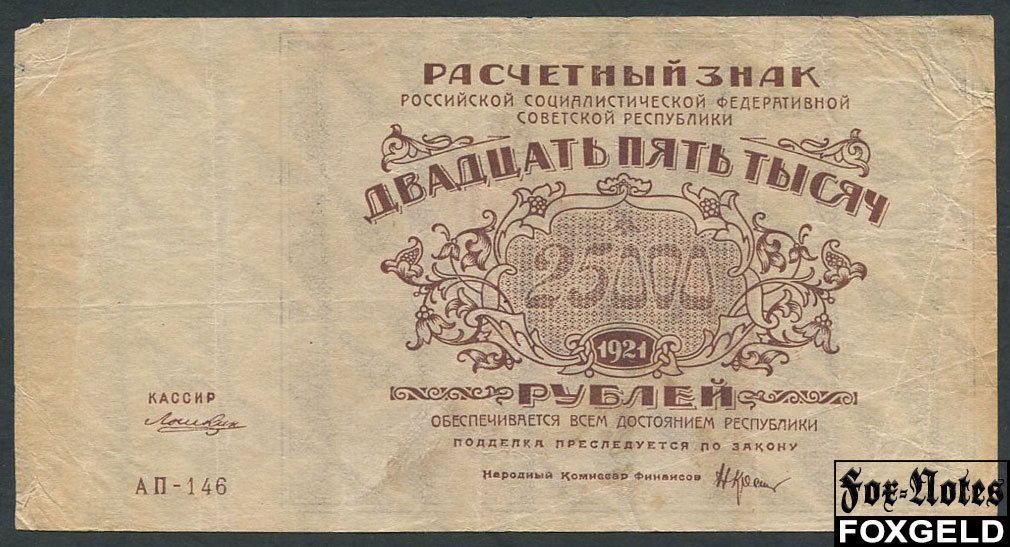 РАСЧЕТНЫЙ ЗНАК
РОССИЙСКОЙ СОЦИАЛИСТИЧЕСКОЙ ФЕДЕРАТИВНОЙ
СОВЕТСКОЙ РЕСПУБЛИКИ
ДВАДЦАТЬ ПЯТЬ ТЫСЯЧ
25000
1921
РУБЛЕЙ
ОБЕСПЕЧИВАЕТСЯ ВСЕМ ДОСТОЯНИЕМ РЕСПУБЛИКИ
ПОДДЕЛКА ПРЕСЛЕДУЕТСЯ ПО ЗАКОНУ
Народный Комиссар Финансов
КАССИР
АП-146
Fox-Notes
FOXGELD